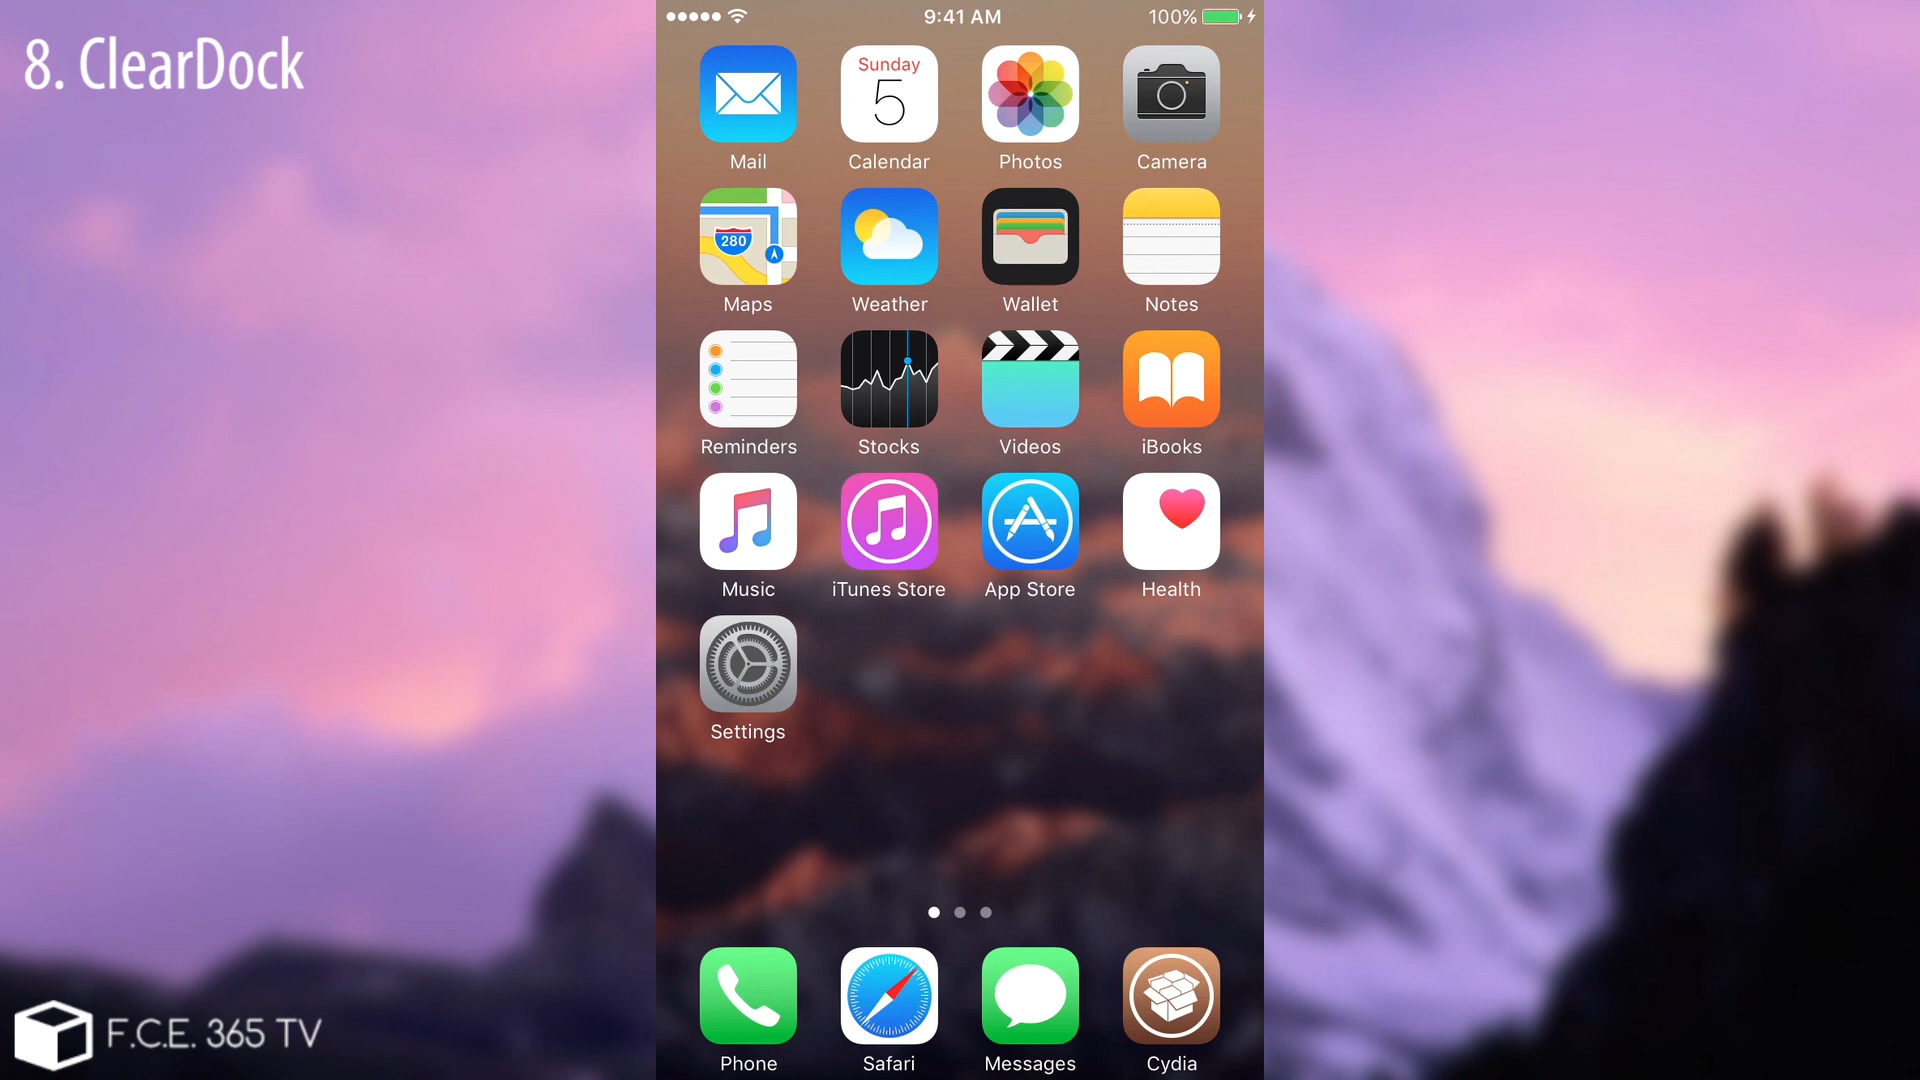 8. ClearDock
9:41 AM
100%
Sunday
5
Mail
Calendar
Photos
Camera
280
Maps
Weather
Wallet
Notes
Reminders
Stocks
Videos
iBooks
Music
iTunes Store
App Store
Health
Settings
Phone
Safari
Messages
Cydia
F.C.E. 365 TV